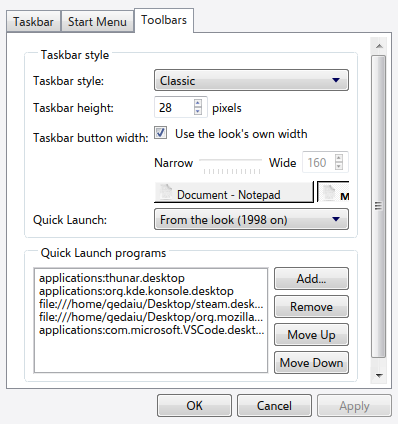 Taskbar Start Menu Toolbars
Taskbar style
Taskbar style: Classic
Taskbar height: 28 pixels
Taskbar button width: Use the look's own width
Narrow Wide 160
Document - Notepad M
Quick Launch: From the look (1998 on)
Quick Launch programs
applications:thunar.desktop Add...
applications:org.kde.konsole.desktop
file:///home/qedaiu/Desktop/steam.desk... Remove
file:///home/qedaiu/Desktop/org.mozilla...
applications:com.microsoft.VSCode.deskt... Move Up
Move Down
OK Cancel Apply